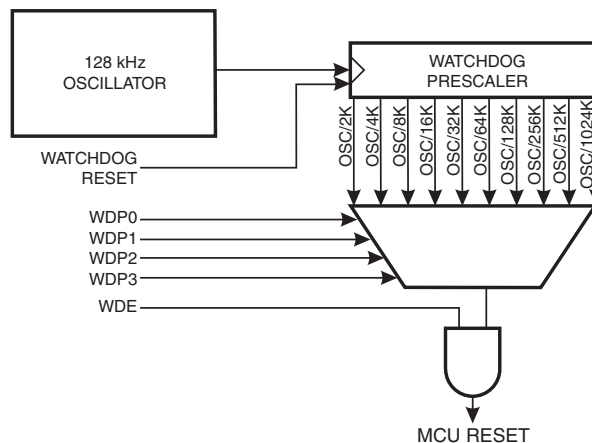 128 kHz
OSCILLATOR
WATCHDOG
PRESCALER
OSC/2K
OSC/4K
OSC/8K
OSC/16K
OSC/32K
OSC/64K
OSC/128K
OSC/256K
OSC/512K
OSC/1024K
WATCHDOG
RESET
WDP0
WDP1
WDP2
WDP3
WDE
MCU RESET